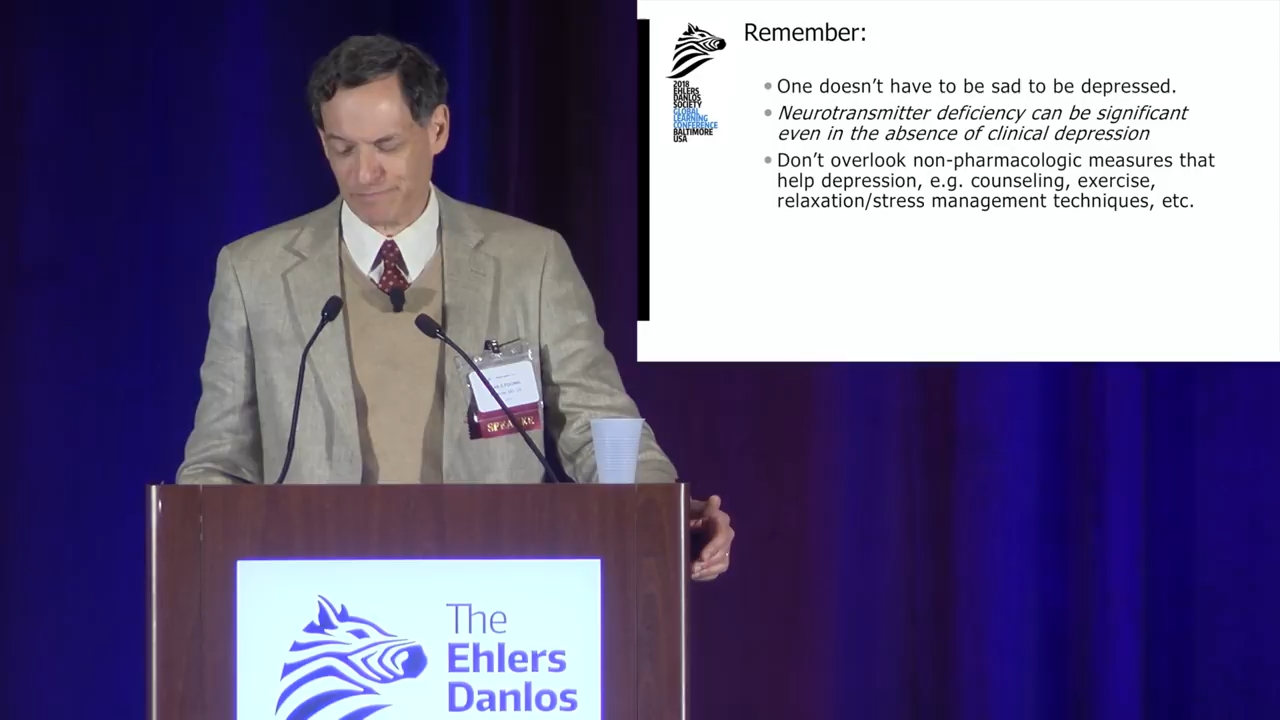 Remember:
2018
EHLERS
DANLOS
SOCIETY
GLOBAL
LEARNING
CONFERENCE
BALTIMORE
USA
• One doesn't have to be sad to be depressed.
• Neurotransmitter deficiency can be significant
even in the absence of clinical depression
• Don't overlook non-pharmacologic measures that
help depression, e.g. counseling, exercise,
relaxation/stress management techniques, etc.
The
Ehlers
Danlos